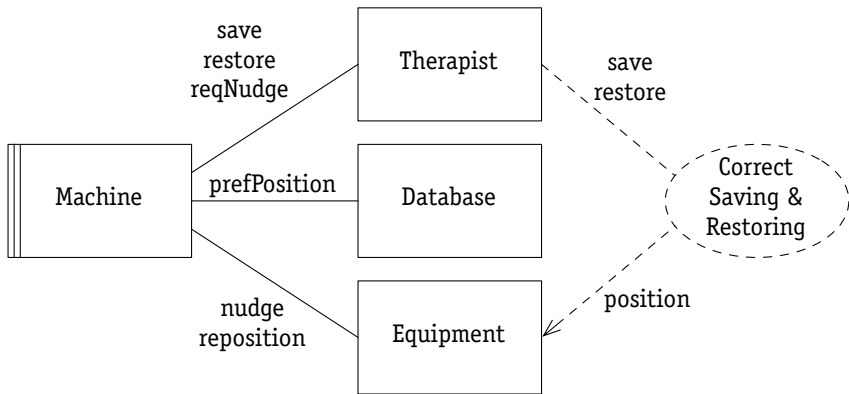 save
restore
reqNudge
Therapist
save
restore
Machine
prefPosition
Database
Correct
Saving &
Restoring
nudge
reposition
Equipment
position